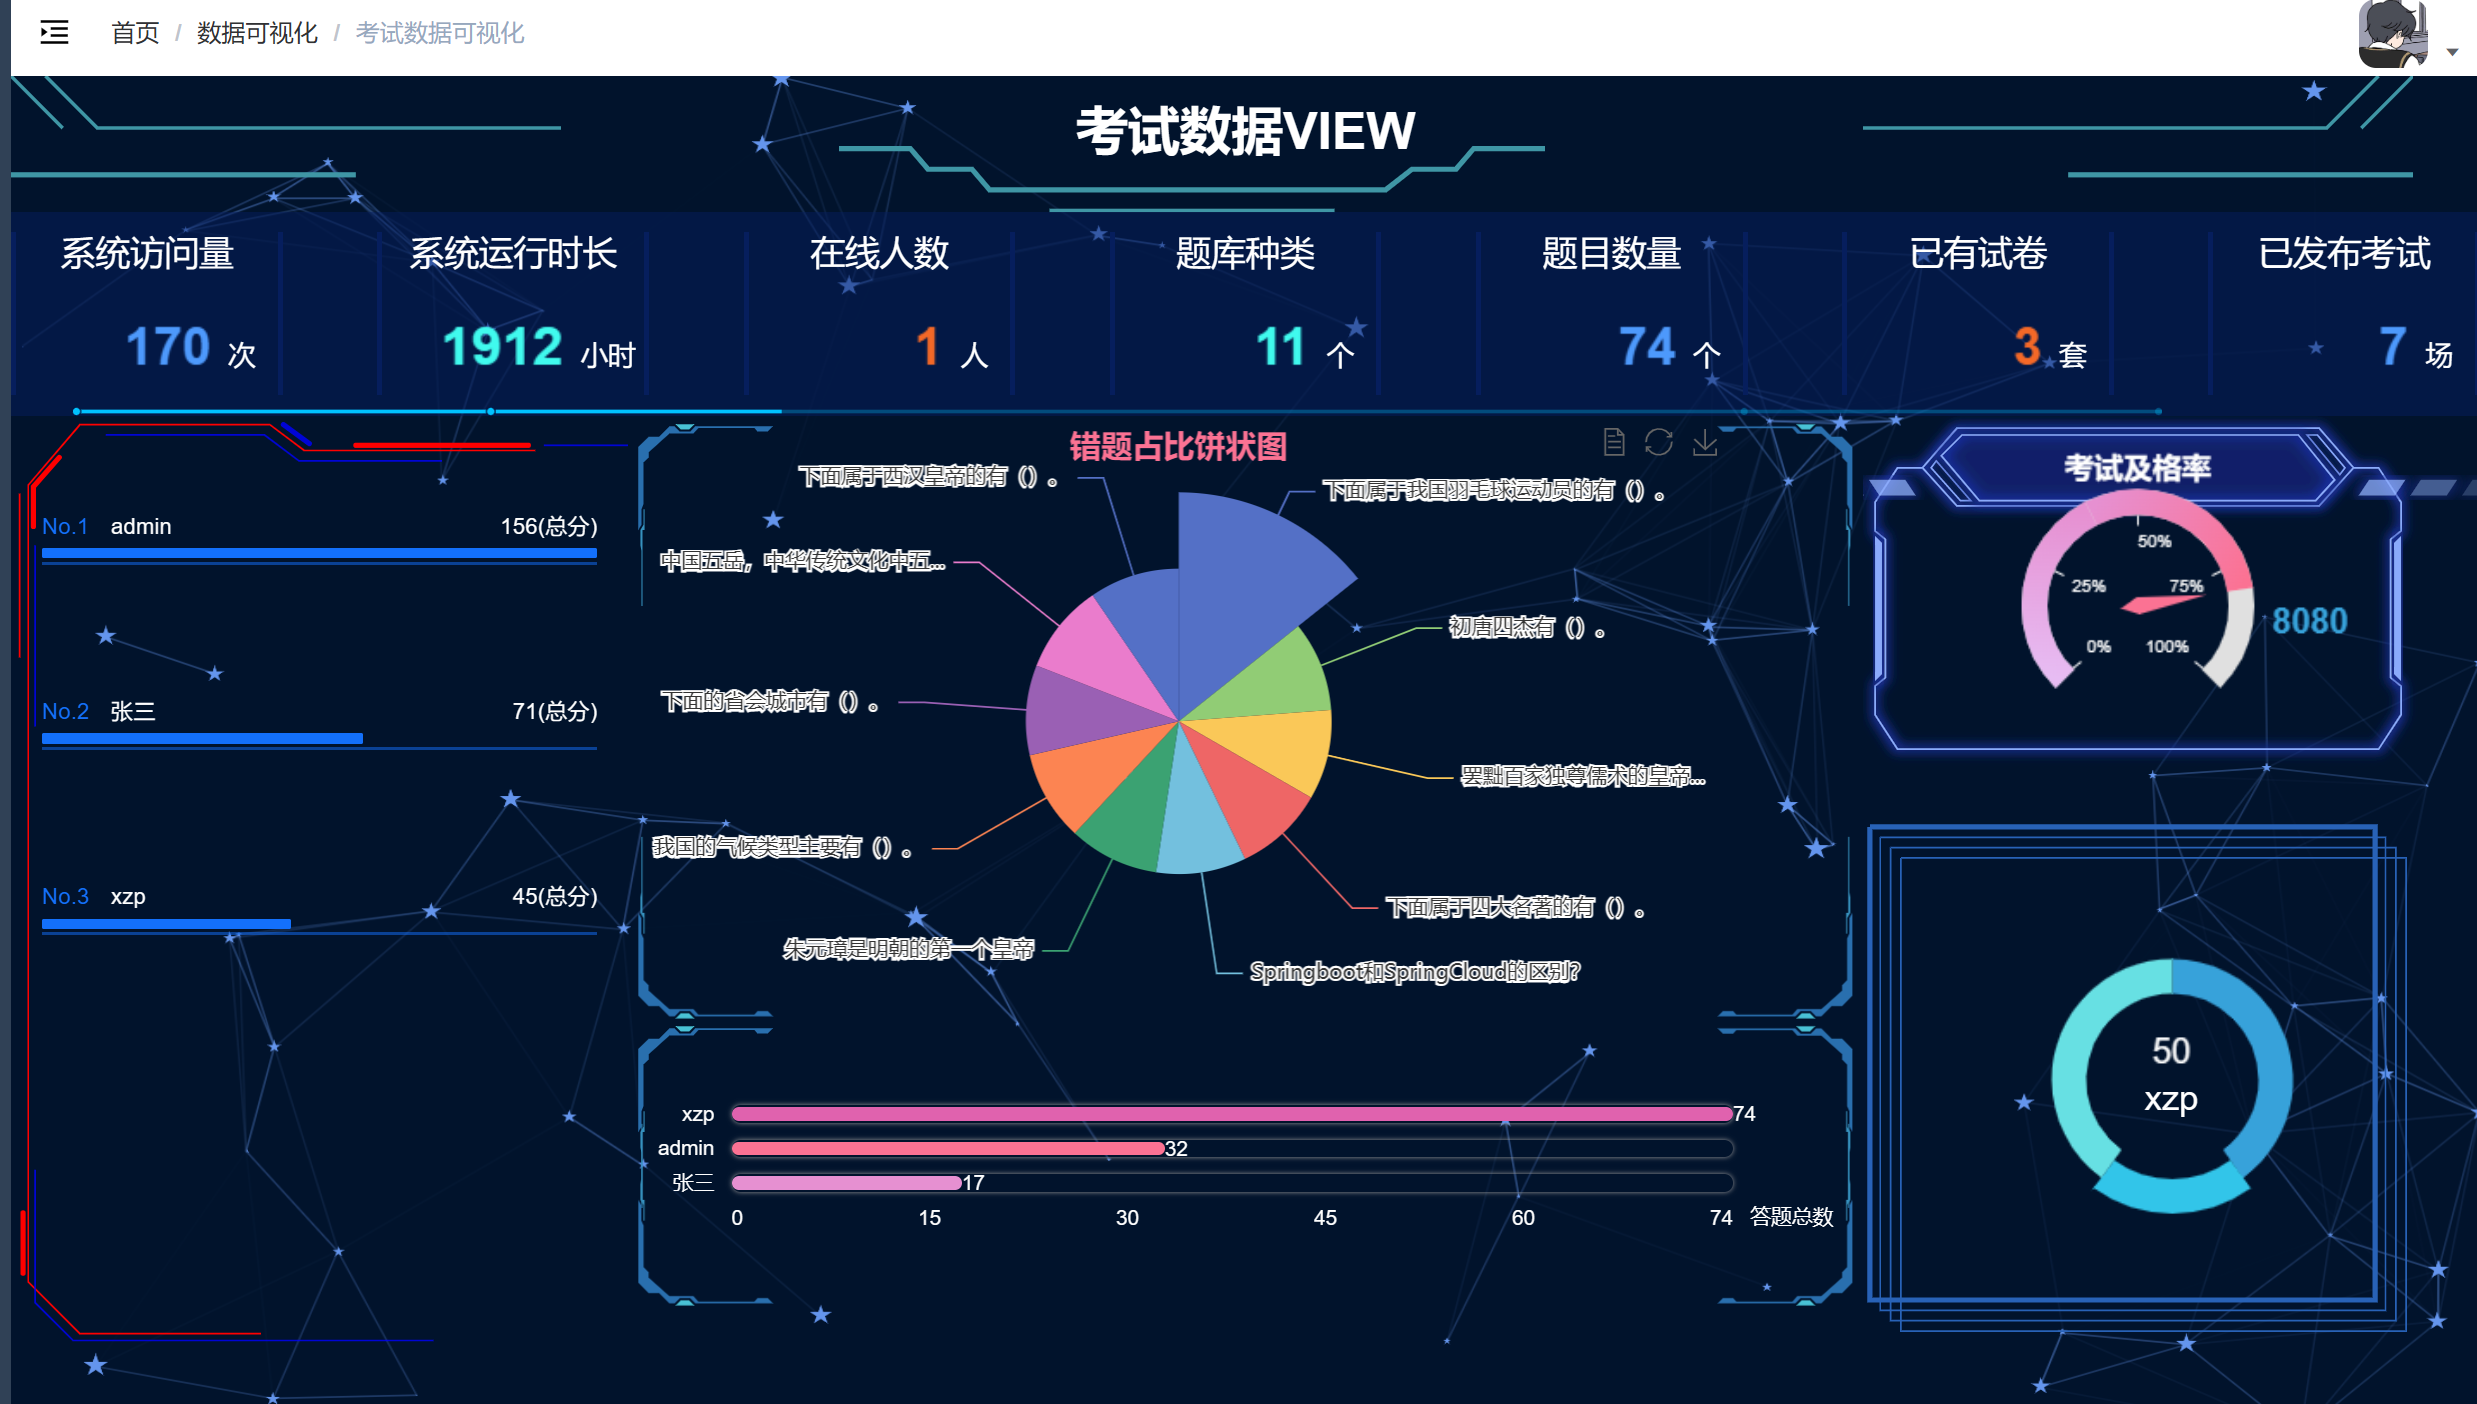 首页 / 数据可视化 / 考试数据可视化
考试数据VIEW
系统访问量
170 次
系统运行时长
1912 小时
在线人数
1 人
题库种类
11 个
题目数量
74 个
已有试卷
3 套
已发布考试
7 场
No.1 admin 156(总分)
No.2 张三 71(总分)
No.3 xzp 45(总分)
错题占比饼状图
下面属于西汉皇帝的有（）。
下面属于我国羽毛球运动员的有（）。
中国五岳，中华传统文化中五...
初唐四杰有（）。
下面的省会城市有（）。
罢黜百家独尊儒术的皇帝...
我国的气候类型主要有（）。
下面属于四大名著的有（）。
朱元璋是明朝的第一个皇帝
Springboot和SpringCloud的区别?
xzp 74
admin 32
张三 17
0 15 30 45 60 74 答题总数
考试及格率
50%
25% 75%
0% 100%
8080
50
xzp